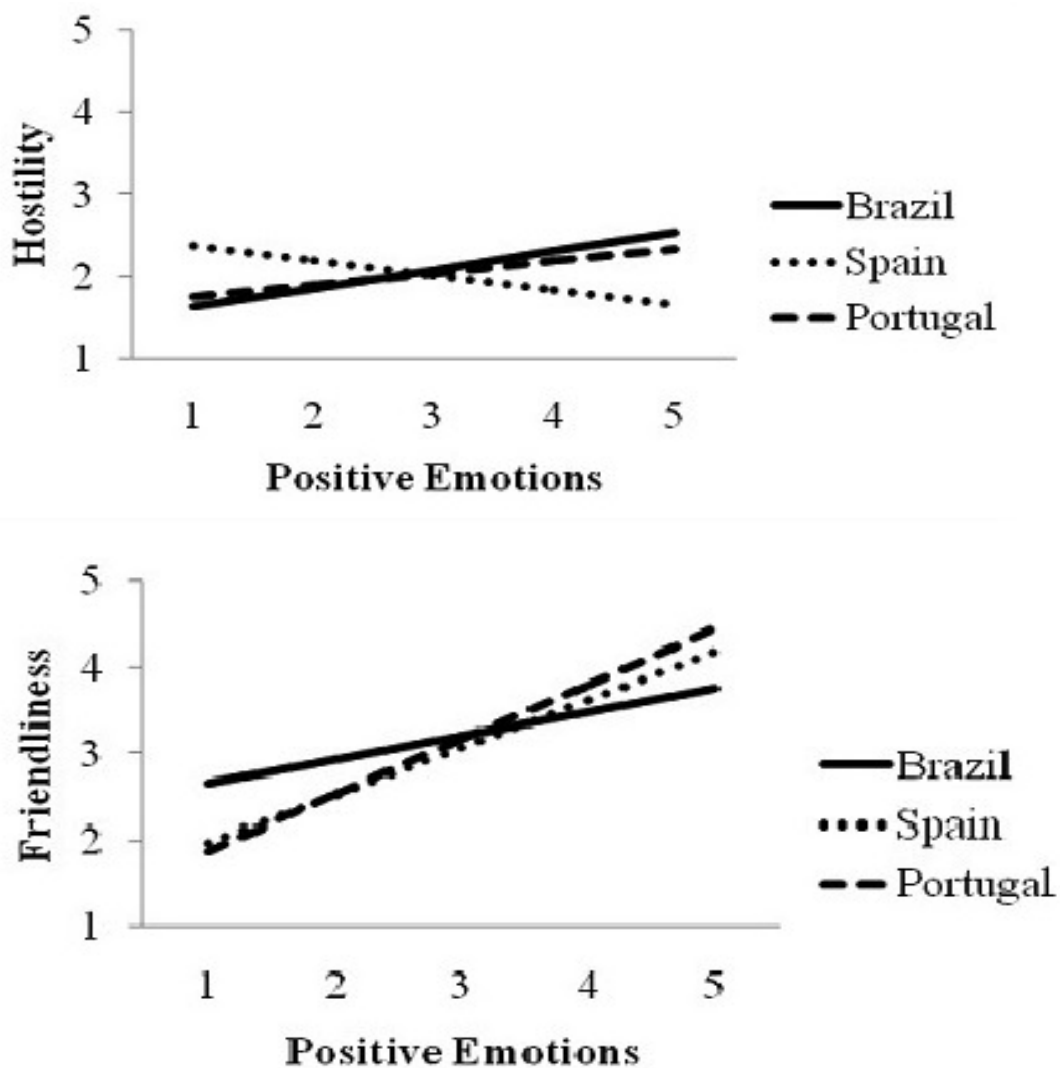 5
4
3
2
1
Hostility
Brazil
Spain
Portugal
1 2 3 4 5
Positive Emotions
5
4
3
2
1
Friendliness
Brazil
Spain
Portugal
1 2 3 4 5
Positive Emotions